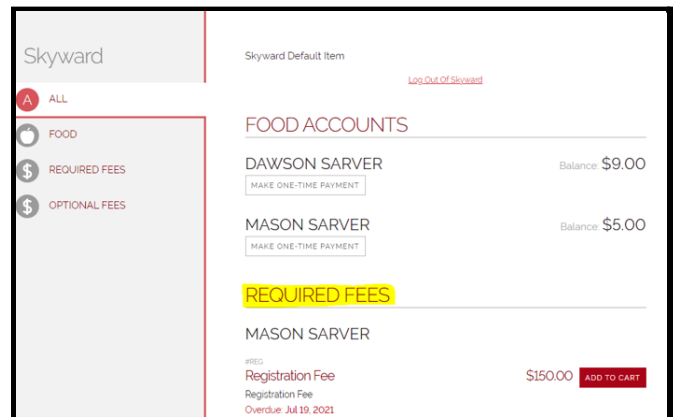 Skyward
A ALL
FOOD
$ REQUIRED FEES
$ OPTIONAL FEES
Skyward Default Item
Log Out Of Skyward
FOOD ACCOUNTS
DAWSON SARVER Balance: $9.00
MAKE ONE-TIME PAYMENT
MASON SARVER Balance: $5.00
MAKE ONE-TIME PAYMENT
REQUIRED FEES
MASON SARVER
#REG
Registration Fee $150.00 ADD TO CART
Registration Fee
Overdue: Jul 19, 2021